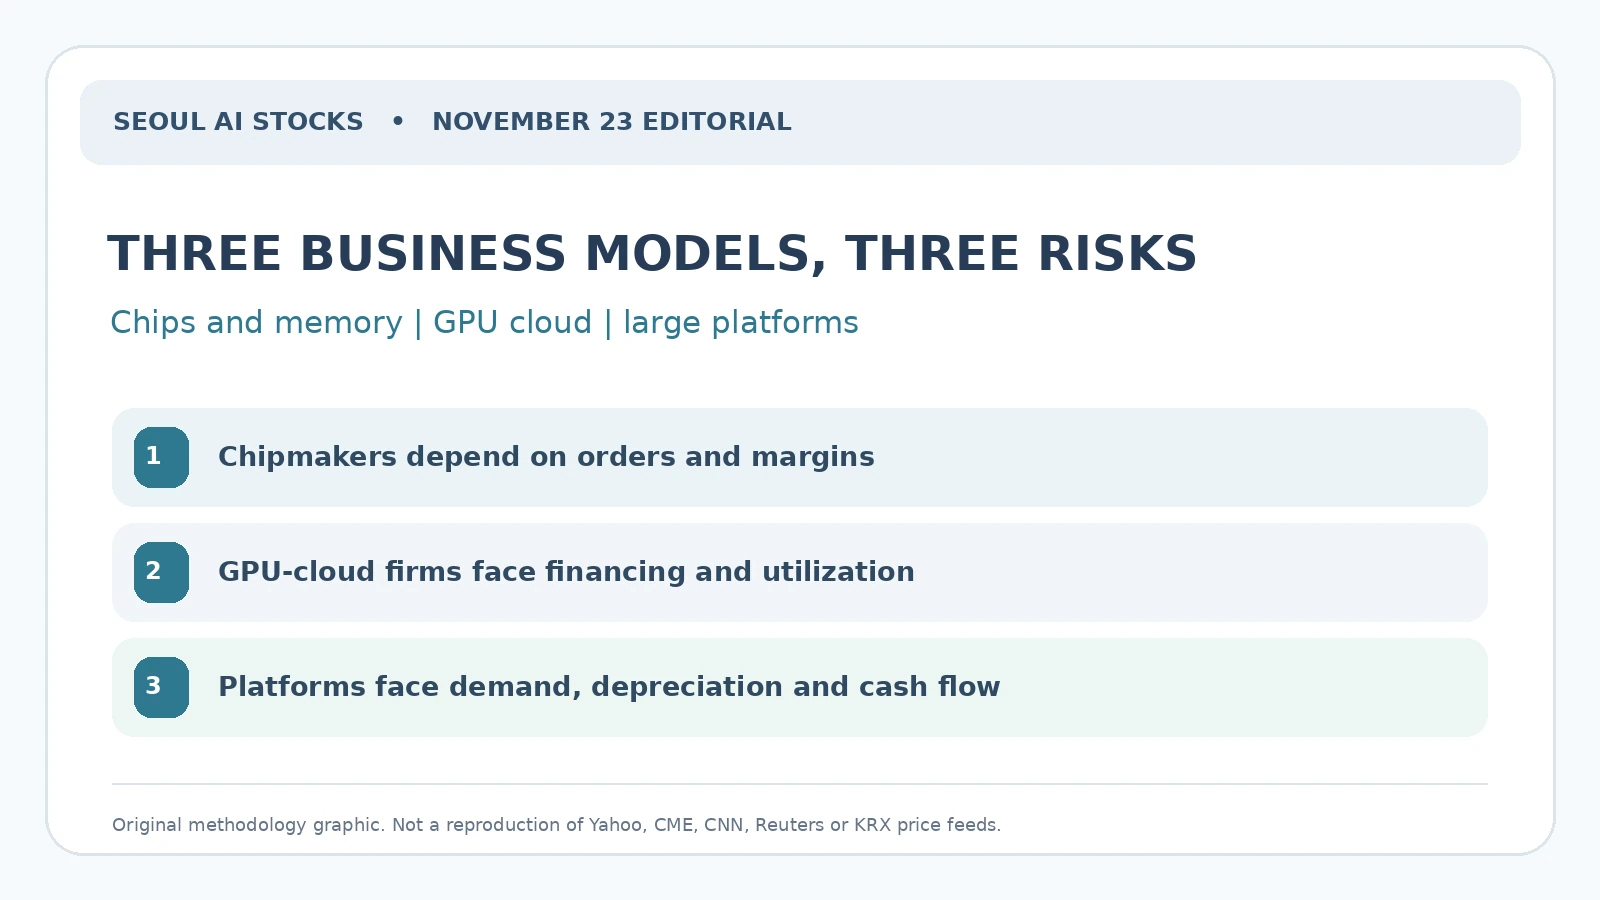 SEOUL AI STOCKS • NOVEMBER 23 EDITORIAL
THREE BUSINESS MODELS, THREE RISKS
Chips and memory | GPU cloud | large platforms
1 Chipmakers depend on orders and margins
2 GPU-cloud firms face financing and utilization
3 Platforms face demand, depreciation and cash flow
Original methodology graphic. Not a reproduction of Yahoo, CME, CNN, Reuters or KRX price feeds.